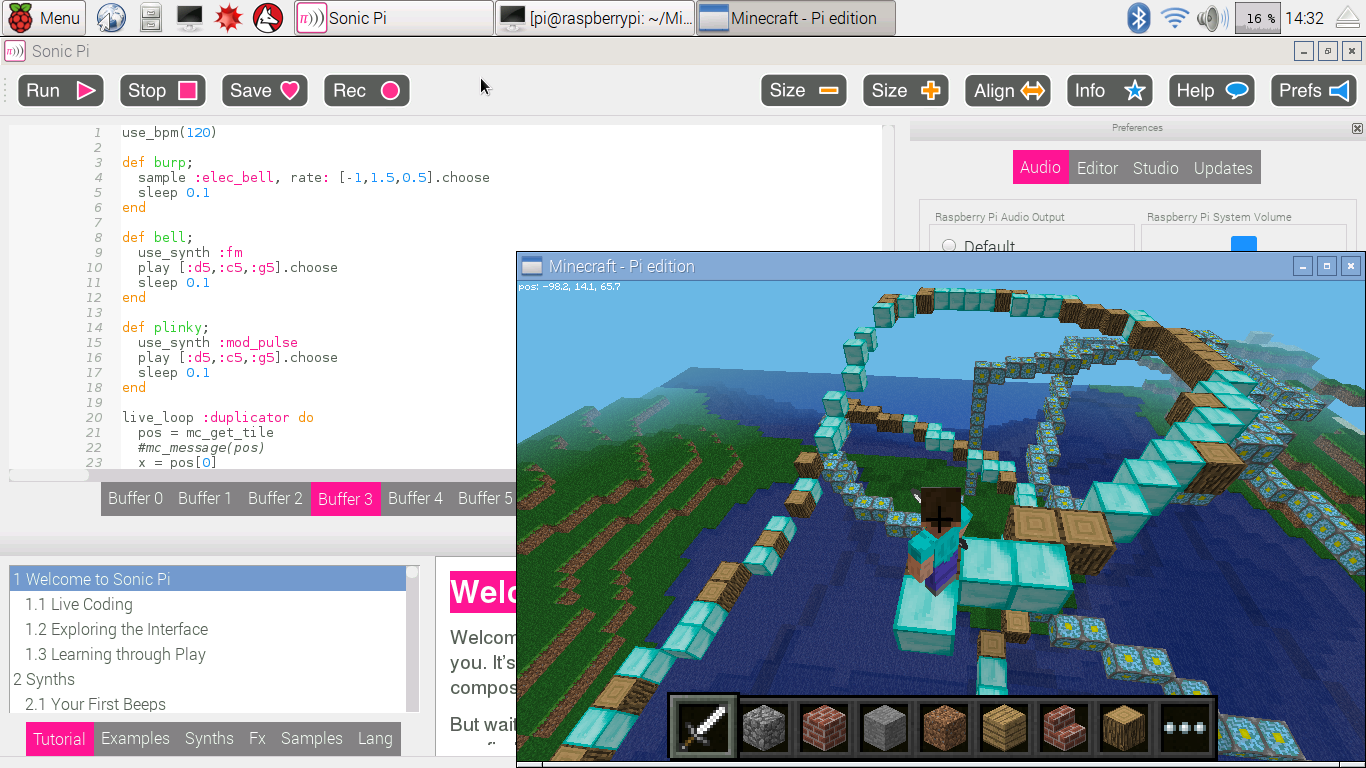 Menu
Sonic Pi
[pi@raspberrypi: ~/Mi...
Minecraft - Pi edition
16 %
14:32
Sonic Pi
Run
Stop
Save
Rec
Size
Size
Align
Info
Help
Prefs
1 use_bpm(120)
2
3 def burp;
4 sample :elec_bell, rate: [-1,1.5,0.5].choose
5 sleep 0.1
6 end
7
8 def bell;
9 use_synth :fm
10 play [:d5,:c5,:g5].choose
11 sleep 0.1
12 end
13
14 def plinky;
15 use_synth :mod_pulse
16 play [:d5,:c5,:g5].choose
17 sleep 0.1
18 end
19
20 live_loop :duplicator do
21 pos = mc_get_tile
22 #mc_message(pos)
23 x = pos[0]
Buffer 0 Buffer 1 Buffer 2 Buffer 3 Buffer 4 Buffer 5
Preferences
Audio Editor Studio Updates
Raspberry Pi Audio Output
Raspberry Pi System Volume
Default
Minecraft - Pi edition
pos: -98.2, 14.1, 65.7
1 Welcome to Sonic Pi
1.1 Live Coding
1.2 Exploring the Interface
1.3 Learning through Play
2 Synths
2.1 Your First Beeps
Tutorial Examples Synths Fx Samples Lang
Welc
Welcom
you. It's
compos
But wait